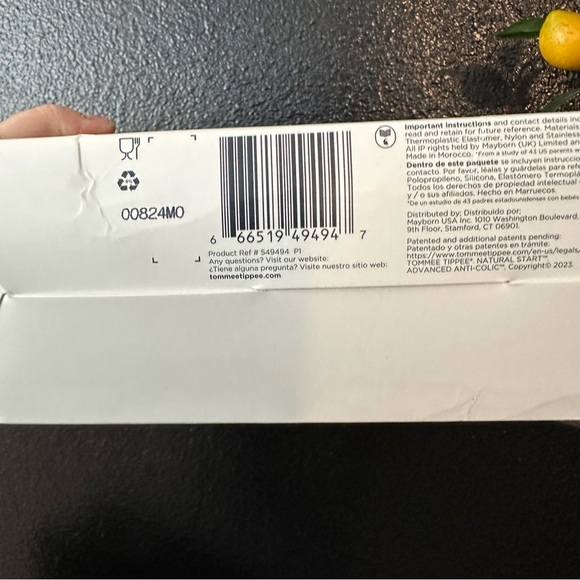 00824MO
6 66519 49494 7
Product Ref # 549494 P1
Any questions? Visit our website:
¿Tiene alguna pregunta? Visite nuestro sitio web:
tommeetippee.com
Important instructions and contact details inc
read and retain for future reference. Materials
Thermoplastic Elastomer, Nylon and Stainless
All IP rights held by Mayborn (UK) Limited an
Made in Morocco. *From a study of 43 US parents w
Dentro de este paquete se incluyen instruccio
contacto. Por favor, léalas y guárdelas para refe
Polopropileno, Silicona, Elastómero Termopla
Todos los derechos de propiedad intelectual
y / o sus afiliados. Hecho en Marruecos.
*De un estudio de 43 padres estadounidenses con bebés
Distributed by: Distribuido por:
Mayborn USA Inc. 1010 Washington Boulevard,
9th Floor, Stamford, CT 06901.
Patented and additional patents pending:
Patentado y otras patentes en trámite:
https://www.tommeetippee.com/en-us/legals
TOMMEE TIPPEE®, NATURAL START™
ADVANCED ANTI-COLIC™. Copyright© 2023.